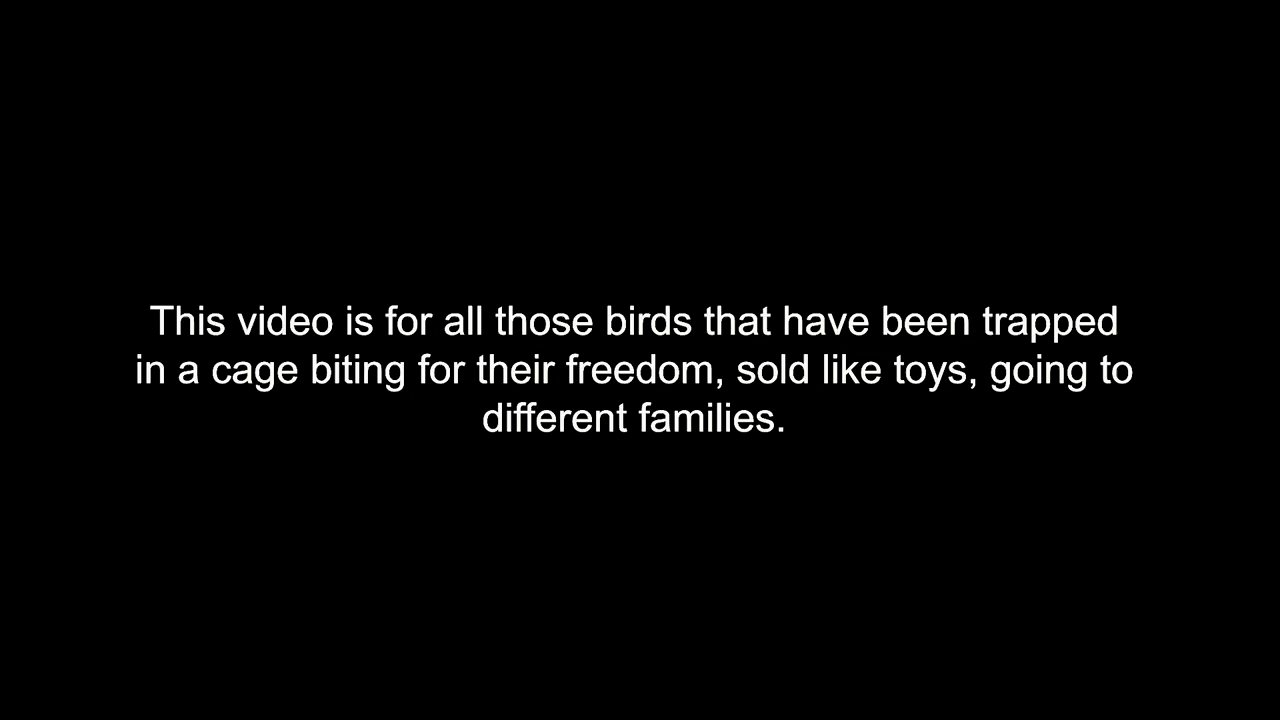 This video is for all those birds that have been trapped
in a cage biting for their freedom, sold like toys, going to
different families.